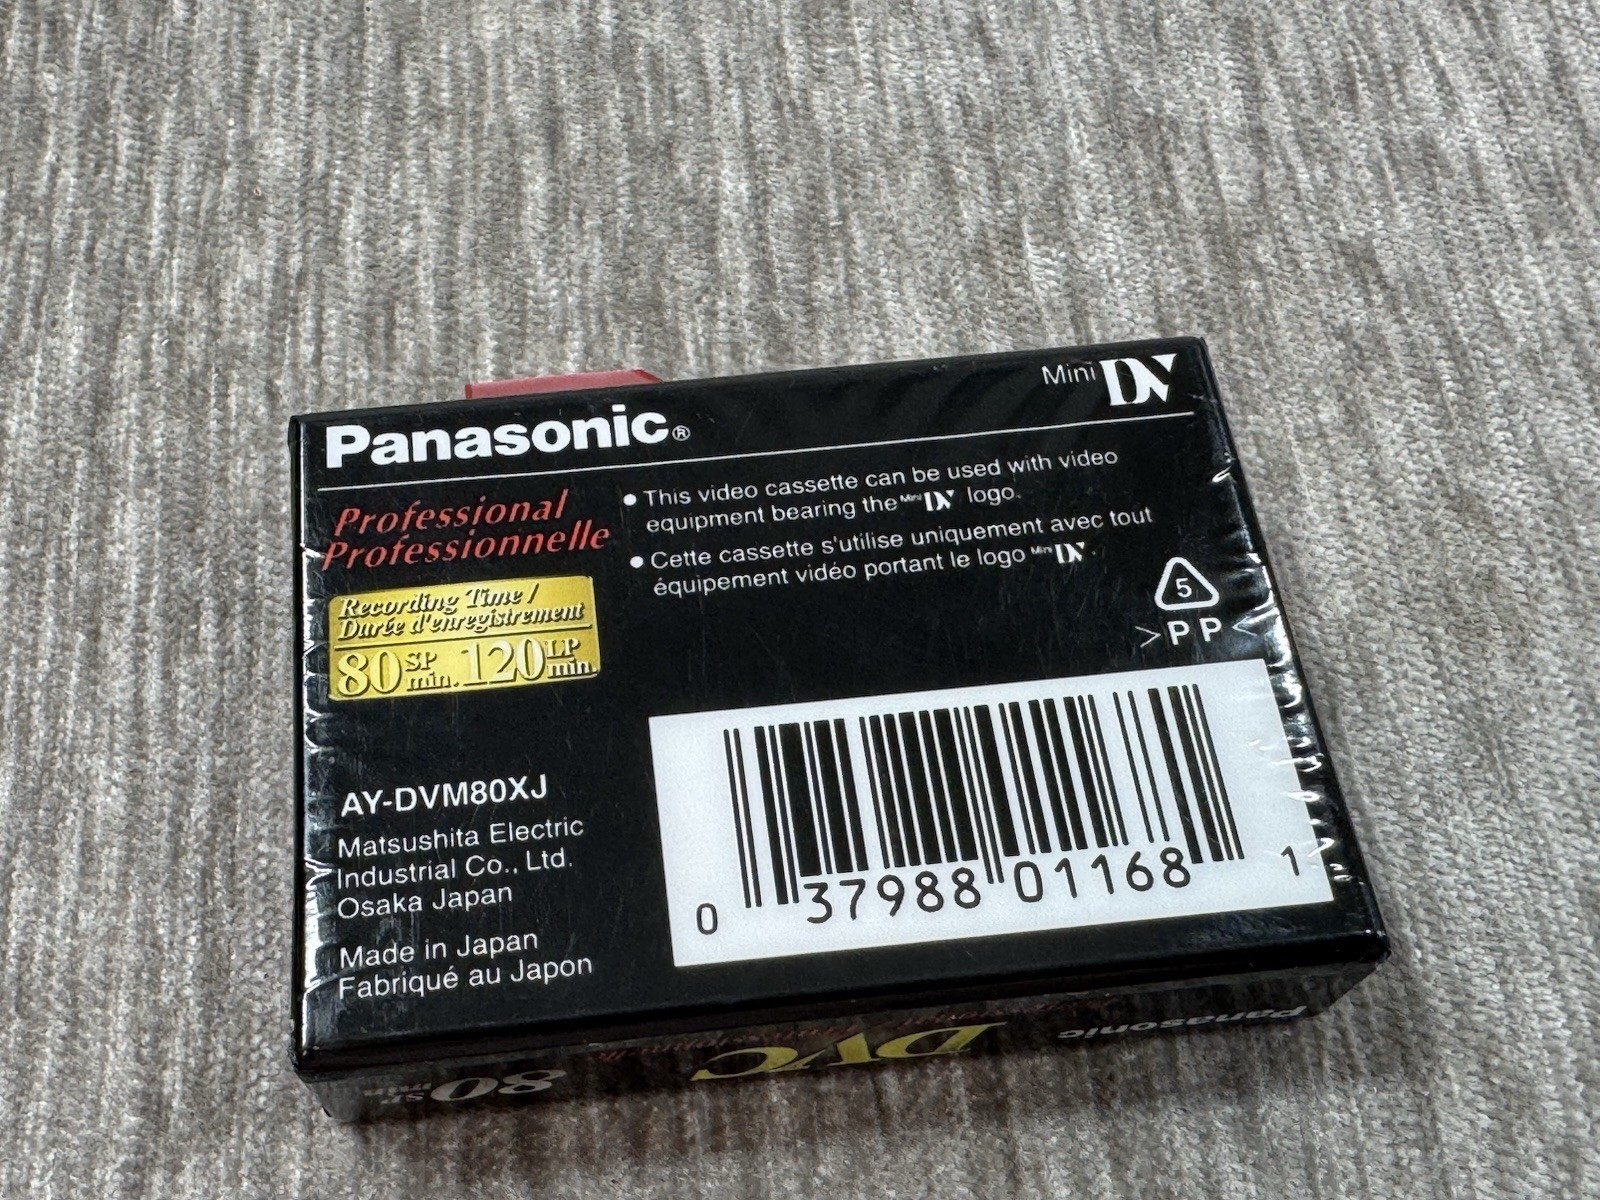 Mini DV
Panasonic®
Professional
Professionnelle
• This video cassette can be used with video
equipment bearing the Mini DV logo.
• Cette cassette s'utilise uniquement avec tout
équipement vidéo portant le logo Mini DV.
Recording Time /
Durée d'enregistrement
80 SP min. 120 LP min.
5
>PP<
AY-DVM80XJ
Matsushita Electric
Industrial Co., Ltd.
Osaka Japan
Made in Japan
Fabriqué au Japon
0 37988 01168 1
Panasonic
DVC
80 SP min